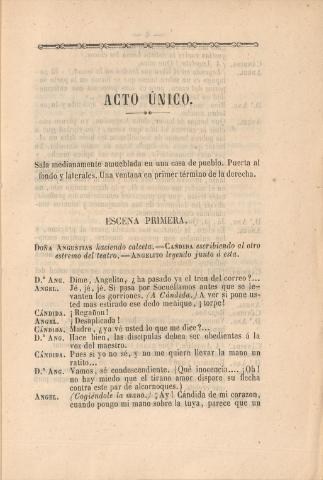 ACTO ÚNICO.
Sala medianamente amueblada en una casa de pueblo. Puerta al
fondo y laterales. Una ventana en primer término de la derecha.
ESCENA PRIMERA.
DOÑA ANGUSTIAS haciendo calceta.—CÁNDIDA escribiendo el otro
estremo del teatro.—ANGELITO leyendo junto á esta.
D.ª ANG. Dime, Angelito, ¿ha pasado ya el tren del correo?...
ANGEL. Je, jé, jé. Si pasa por Socuéllamos antes que se le-
vanten los gorriones. (A Cándida.) A ver si pone us-
ted mas estirado ese dedo meñique, ¡torpe!
CÁNDIDA. ¡Regañon!
ANGEL. ¡Desaplicada!
CÁNDIDA. Madre, ¿ya vé usted lo que me dice?...
D.ª ANG. Hace bien, las discípulas deben ser obedientes á la
voz del maestro.
CÁNDIDA. Pues si yo no sé, y no me quiere llevar la mano un
ratito...
D.ª ANG. Vamos, sé condescendiente. (Qué inocencia.... ¡Oh!
no hay miedo que el tirano amor dispare su flecha
contra este par de alcornoques.)
ANGEL. (Cogiéndole la mano.) ¡Ay! Cándida de mi corazon,
cuando pongo mi mano sobre la tuya, parece que un